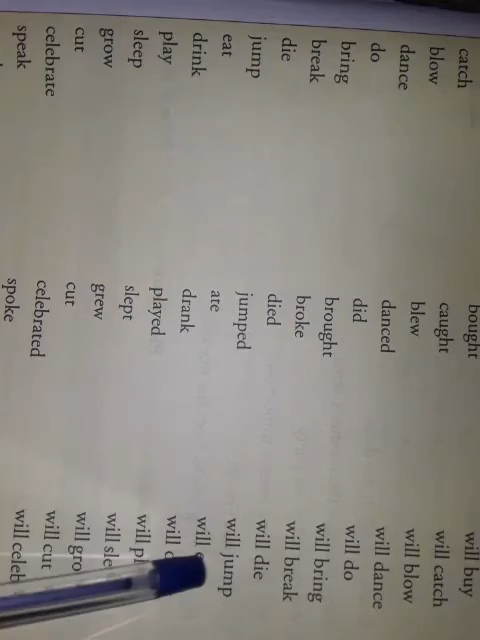 bought will buy
catch caught will catch
blow blew will blow
dance danced will dance
do did will do
bring brought will bring
break broke will break
die died will die
jump jumped will jump
eat ate will
drink drank will
play played will
sleep slept will
grow grew will
cut cut will cut
celebrate celebrated will
speak spoke